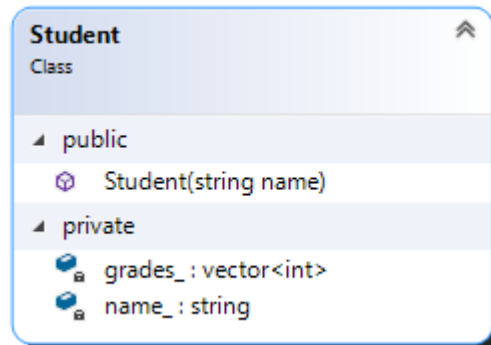 Student
Class
public
Student(string name)
private
grades_ : vector<int>
name_ : string